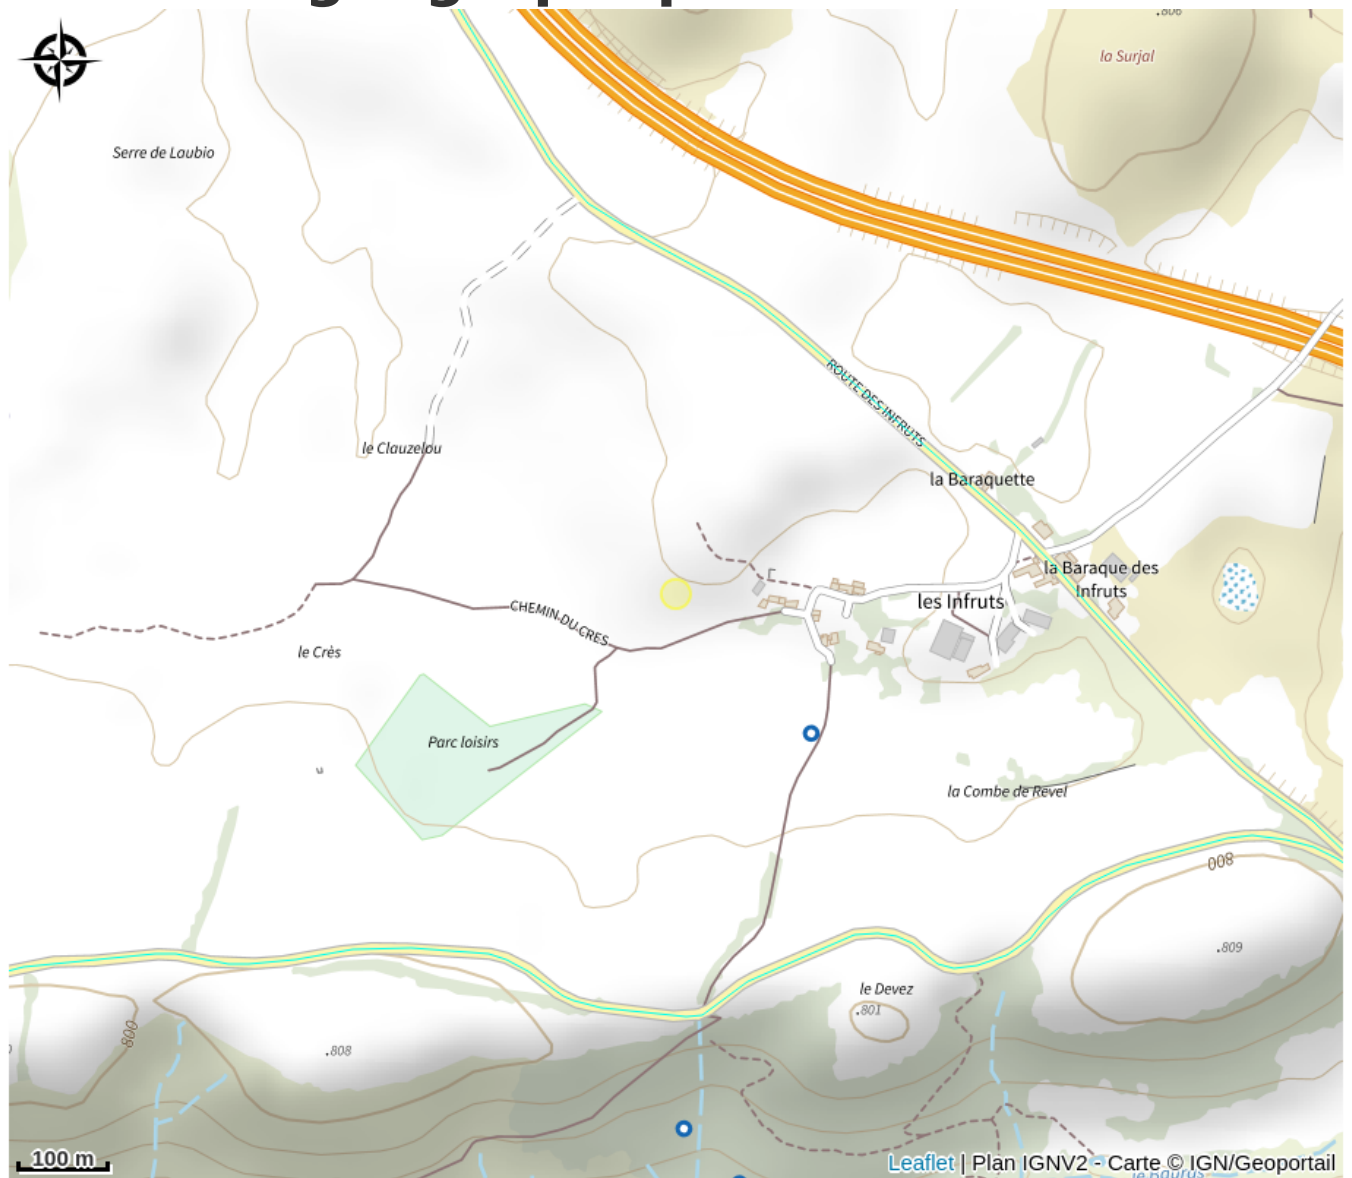 .806
la Surjal
Serre de Laubio
ROUTE DES INFRUTS
le Clauzelou
la Baraquette
la Baraque des
Infruts
les Infruts
CHEMIN DU CRES
le Crès
Parc loisirs
la Combe de Revel
800
.809
le Devez
.801
800
.808
100 m
Leaflet | Plan IGNV2 - Carte © IGN/Geoportail